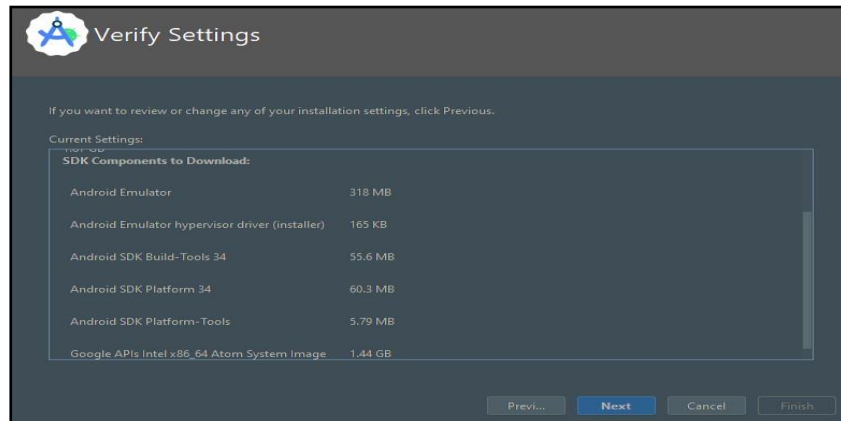 Verify Settings
If you want to review or change any of your installation settings, click Previous.
Current Settings:
SDK Components to Download:
Android Emulator 318 MB
Android Emulator hypervisor driver (installer) 165 KB
Android SDK Build-Tools 34 55.6 MB
Android SDK Platform 34 60.3 MB
Android SDK Platform-Tools 5.79 MB
Google APIs Intel x86_64 Atom System Image 1.44 GB
Previ... Next Cancel Finish